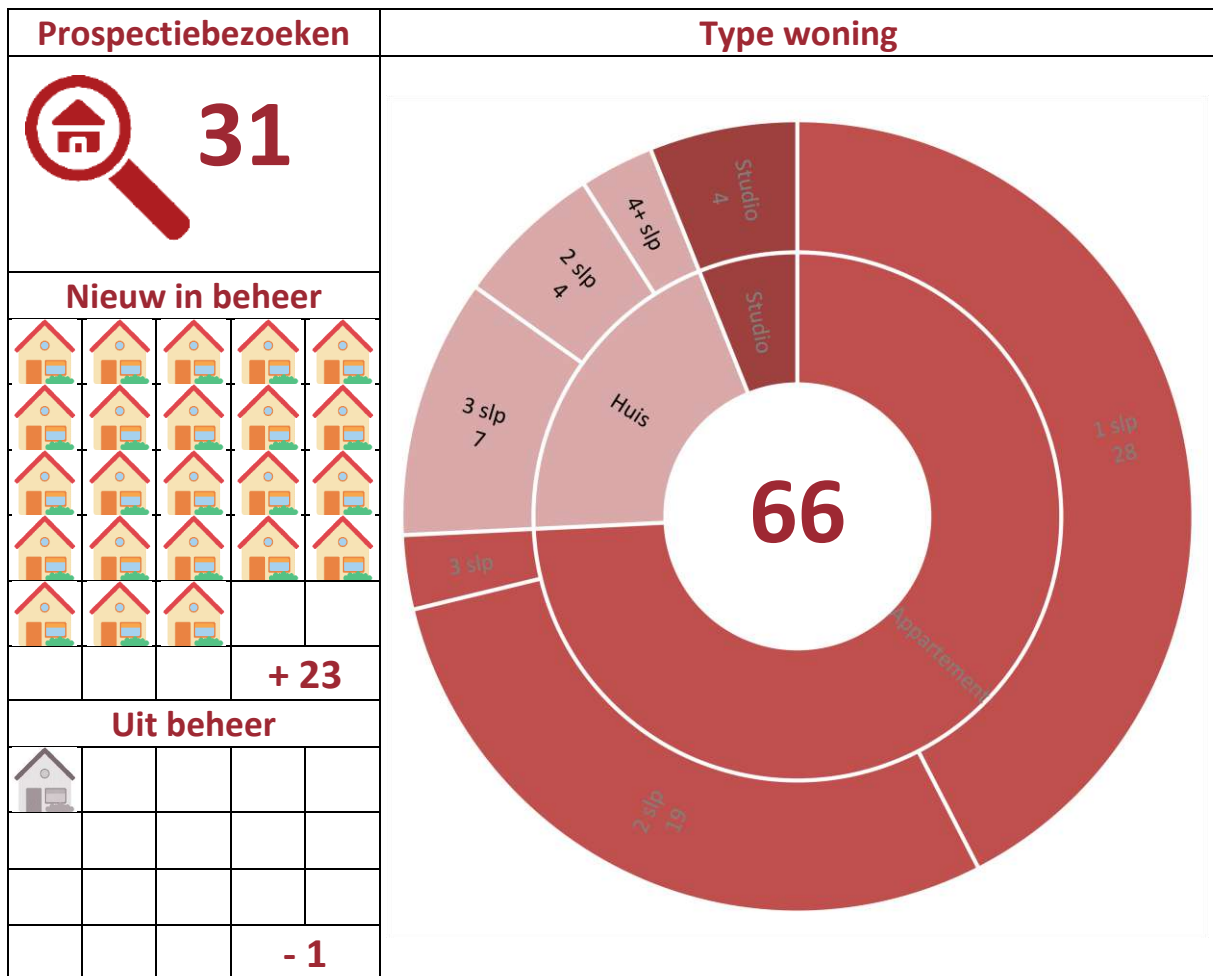 Prospectiebezoeken
31
Nieuw in beheer
+ 23
Uit beheer
- 1
Type woning
Studio
4
4+ slp
2 slp
4
3 slp
7
3 slp
2 slp
19
1 slp
28
Studio
Huis
Appartement
66